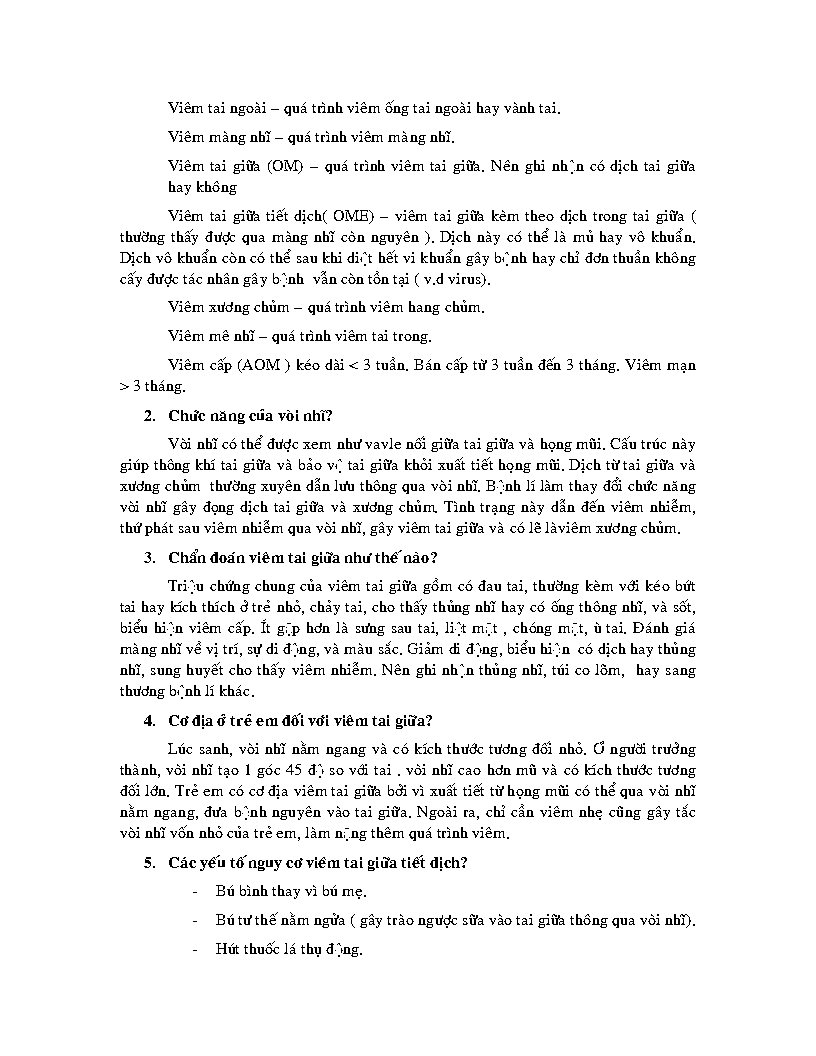 Viêm tai ngoài – quá trình viêm ống tai ngoài hay vành tai.
Viêm màng nhĩ – quá trình viêm màng nhĩ.
Viêm tai giữa (OM) – quá trình viêm tai giữa. Nên ghi nhận có dịch tai giữa
hay không
Viêm tai giữa tiết dịch( OME) – viêm tai giữa kèm theo dịch trong tai giữa (
thường thấy được qua màng nhĩ còn nguyên ). Dịch này có thể là mủ hay vô khuẩn.
Dịch vô khuẩn còn có thể sau khi diệt hết vi khuẩn gây bệnh hay chỉ đơn thuần không
cấy được tác nhân gây bệnh vẫn còn tồn tại ( v.d virus).
Viêm xương chủm – quá trình viêm hang chủm.
Viêm mê nhĩ – quá trình viêm tai trong.
Viêm cấp (AOM ) kéo dài < 3 tuần. Bán cấp từ 3 tuần đến 3 tháng. Viêm mạn
> 3 tháng.
2. Chức năng của vòi nhĩ?
Vòi nhĩ có thể được xem như vavle nối giữa tai giữa và họng mũi. Cấu trúc này
giúp thông khí tai giữa và bảo vệ tai giữa khỏi xuất tiết họng mũi. Dịch từ tai giữa và
xương chủm thường xuyên dẫn lưu thông qua vòi nhĩ. Bệnh lí làm thay đổi chức năng
vòi nhĩ gây đọng dịch tai giữa và xương chủm. Tình trạng này dẫn đến viêm nhiễm,
thứ phát sau viêm nhiễm qua vòi nhĩ, gây viêm tai giữa và có lẽ làviêm xương chủm.
3. Chẩn đoán viêm tai giữa như thế nào?
Triệu chứng chung của viêm tai giữa gồm có đau tai, thường kèm với kéo bứt
tai hay kích thích ở trẻ nhỏ, chảy tai, cho thấy thủng nhĩ hay có ống thông nhĩ, và sốt,
biểu hiện viêm cấp. Ít gặp hơn là sưng sau tai, liệt mặt , chóng mặt, ù tai. Đánh giá
màng nhĩ về vị trí, sự di động, và màu sắc. Giảm di động, biểu hiện có dịch hay thủng
nhĩ, sung huyết cho thấy viêm nhiễm. Nên ghi nhận thủng nhĩ, túi co lõm, hay sang
thương bệnh lí khác.
4. Cơ địa ở trẻ em đối với viêm tai giữa?
Lúc sanh, vòi nhĩ nằm ngang và có kích thước tương đối nhỏ. Ở người trưởng
thành, vòi nhĩ tạo 1 góc 45 độ so với tai . vòi nhĩ cao hơn mũ và có kích thước tương
đối lớn. Trẻ em có cơ địa viêm tai giữa bởi vì xuất tiết từ họng mũi có thể qua vòi nhĩ
nằm ngang, đưa bệnh nguyên vào tai giữa. Ngoài ra, chỉ cần viêm nhẹ cũng gây tắc
vòi nhĩ vốn nhỏ của trẻ em, làm nặng thêm quá trình viêm.
5. Các yếu tố nguy cơ viêm tai giữa tiết dịch?
- Bú bình thay vì bú mẹ.
- Bú tư thế nằm ngửa ( gây trào ngược sữa vào tai giữa thông qua vòi nhĩ).
- Hút thuốc lá thụ động.